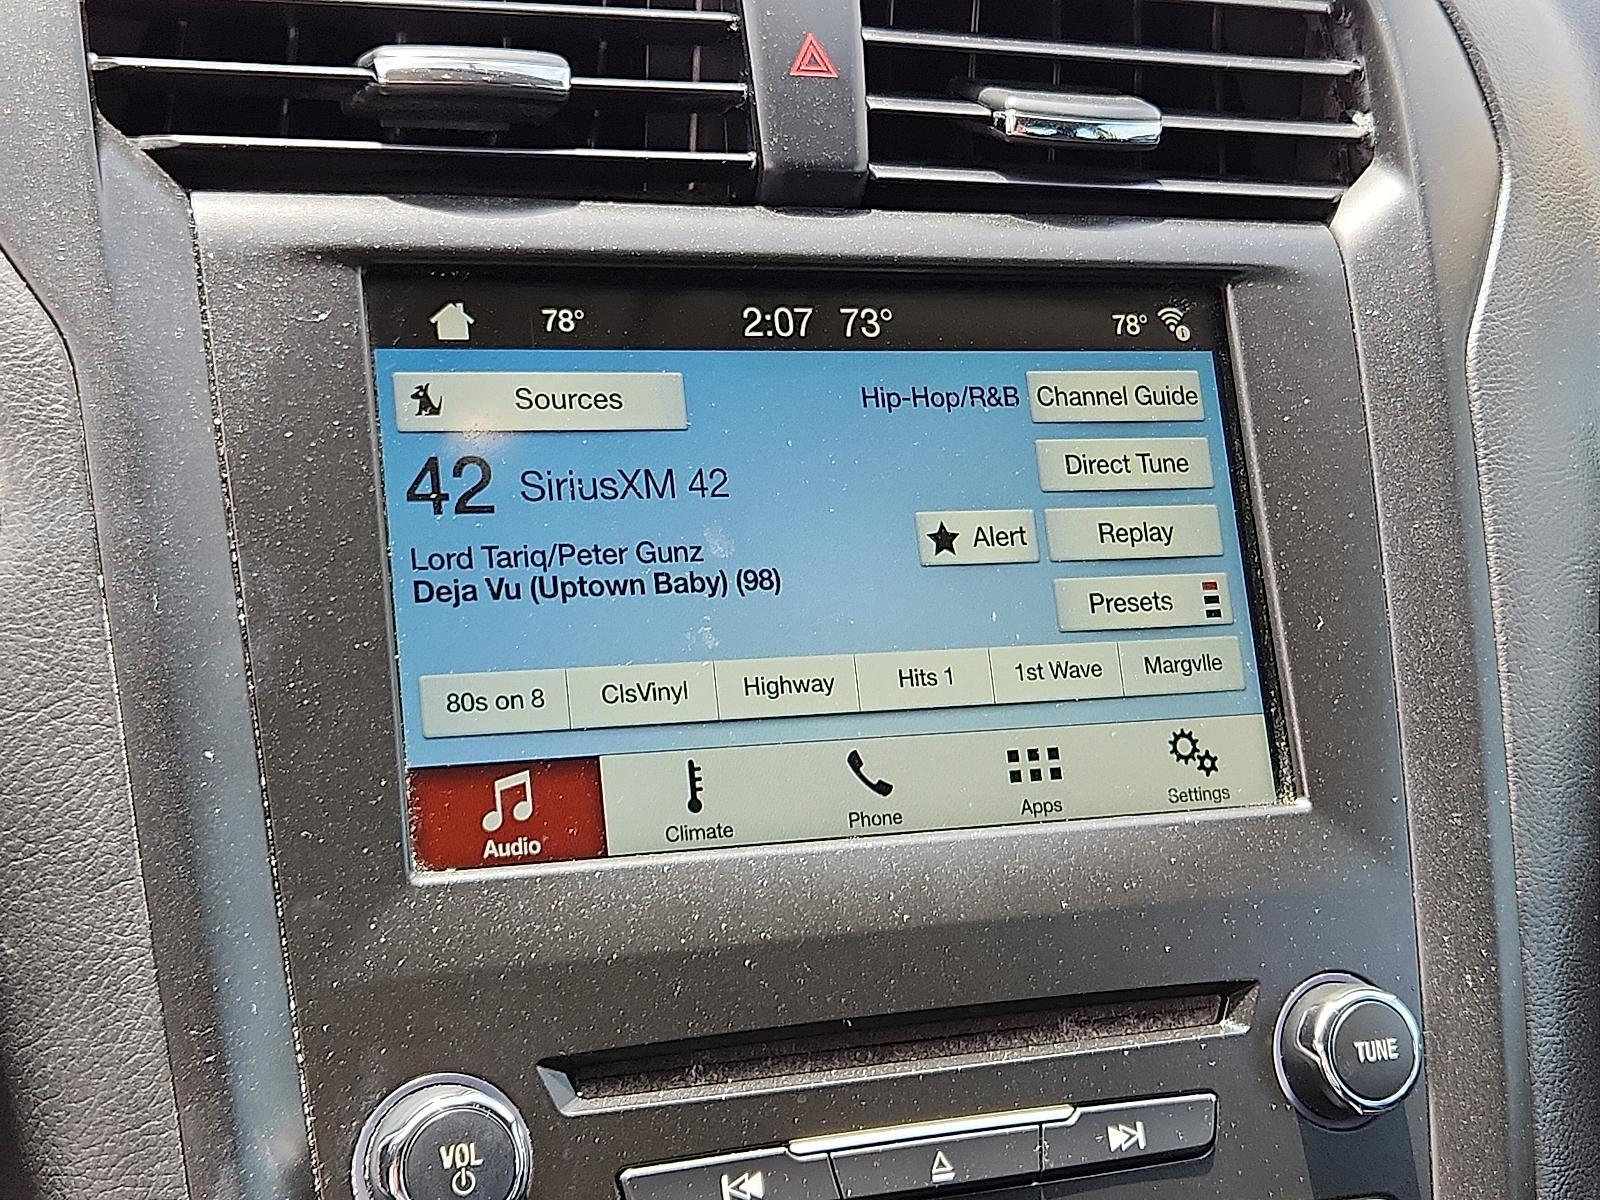 78° 2:07 73° 78°
Sources
Hip-Hop/R&B
Channel Guide
42 SiriusXM 42
Direct Tune
Lord Tariq/Peter Gunz
Deja Vu (Uptown Baby) (98)
Alert
Replay
Presets
80s on 8
ClsVinyl
Highway
Hits 1
1st Wave
Margvlle
Audio
Climate
Phone
Apps
Settings
TUNE
VOL